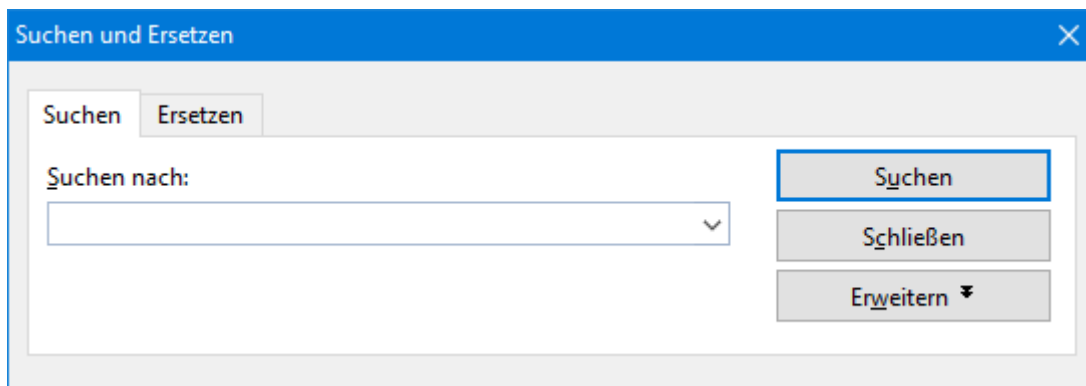 Suchen und Ersetzen
Suchen Ersetzen
Suchen nach:
Suchen
Schließen
Erweitern